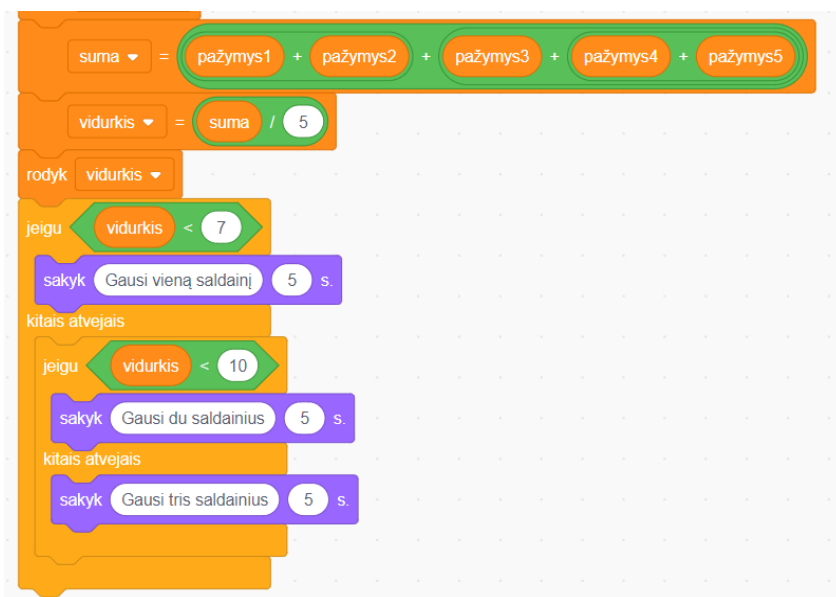 suma = pažymys1 + pažymys2 + pažymys3 + pažymys4 + pažymys5
vidurkis = suma / 5
rodyk vidurkis
jeigu vidurkis < 7
sakyk Gausi vieną saldainį 5 s.
kitais atvejais
jeigu vidurkis < 10
sakyk Gausi du saldainius 5 s.
kitais atvejais
sakyk Gausi tris saldainius 5 s.